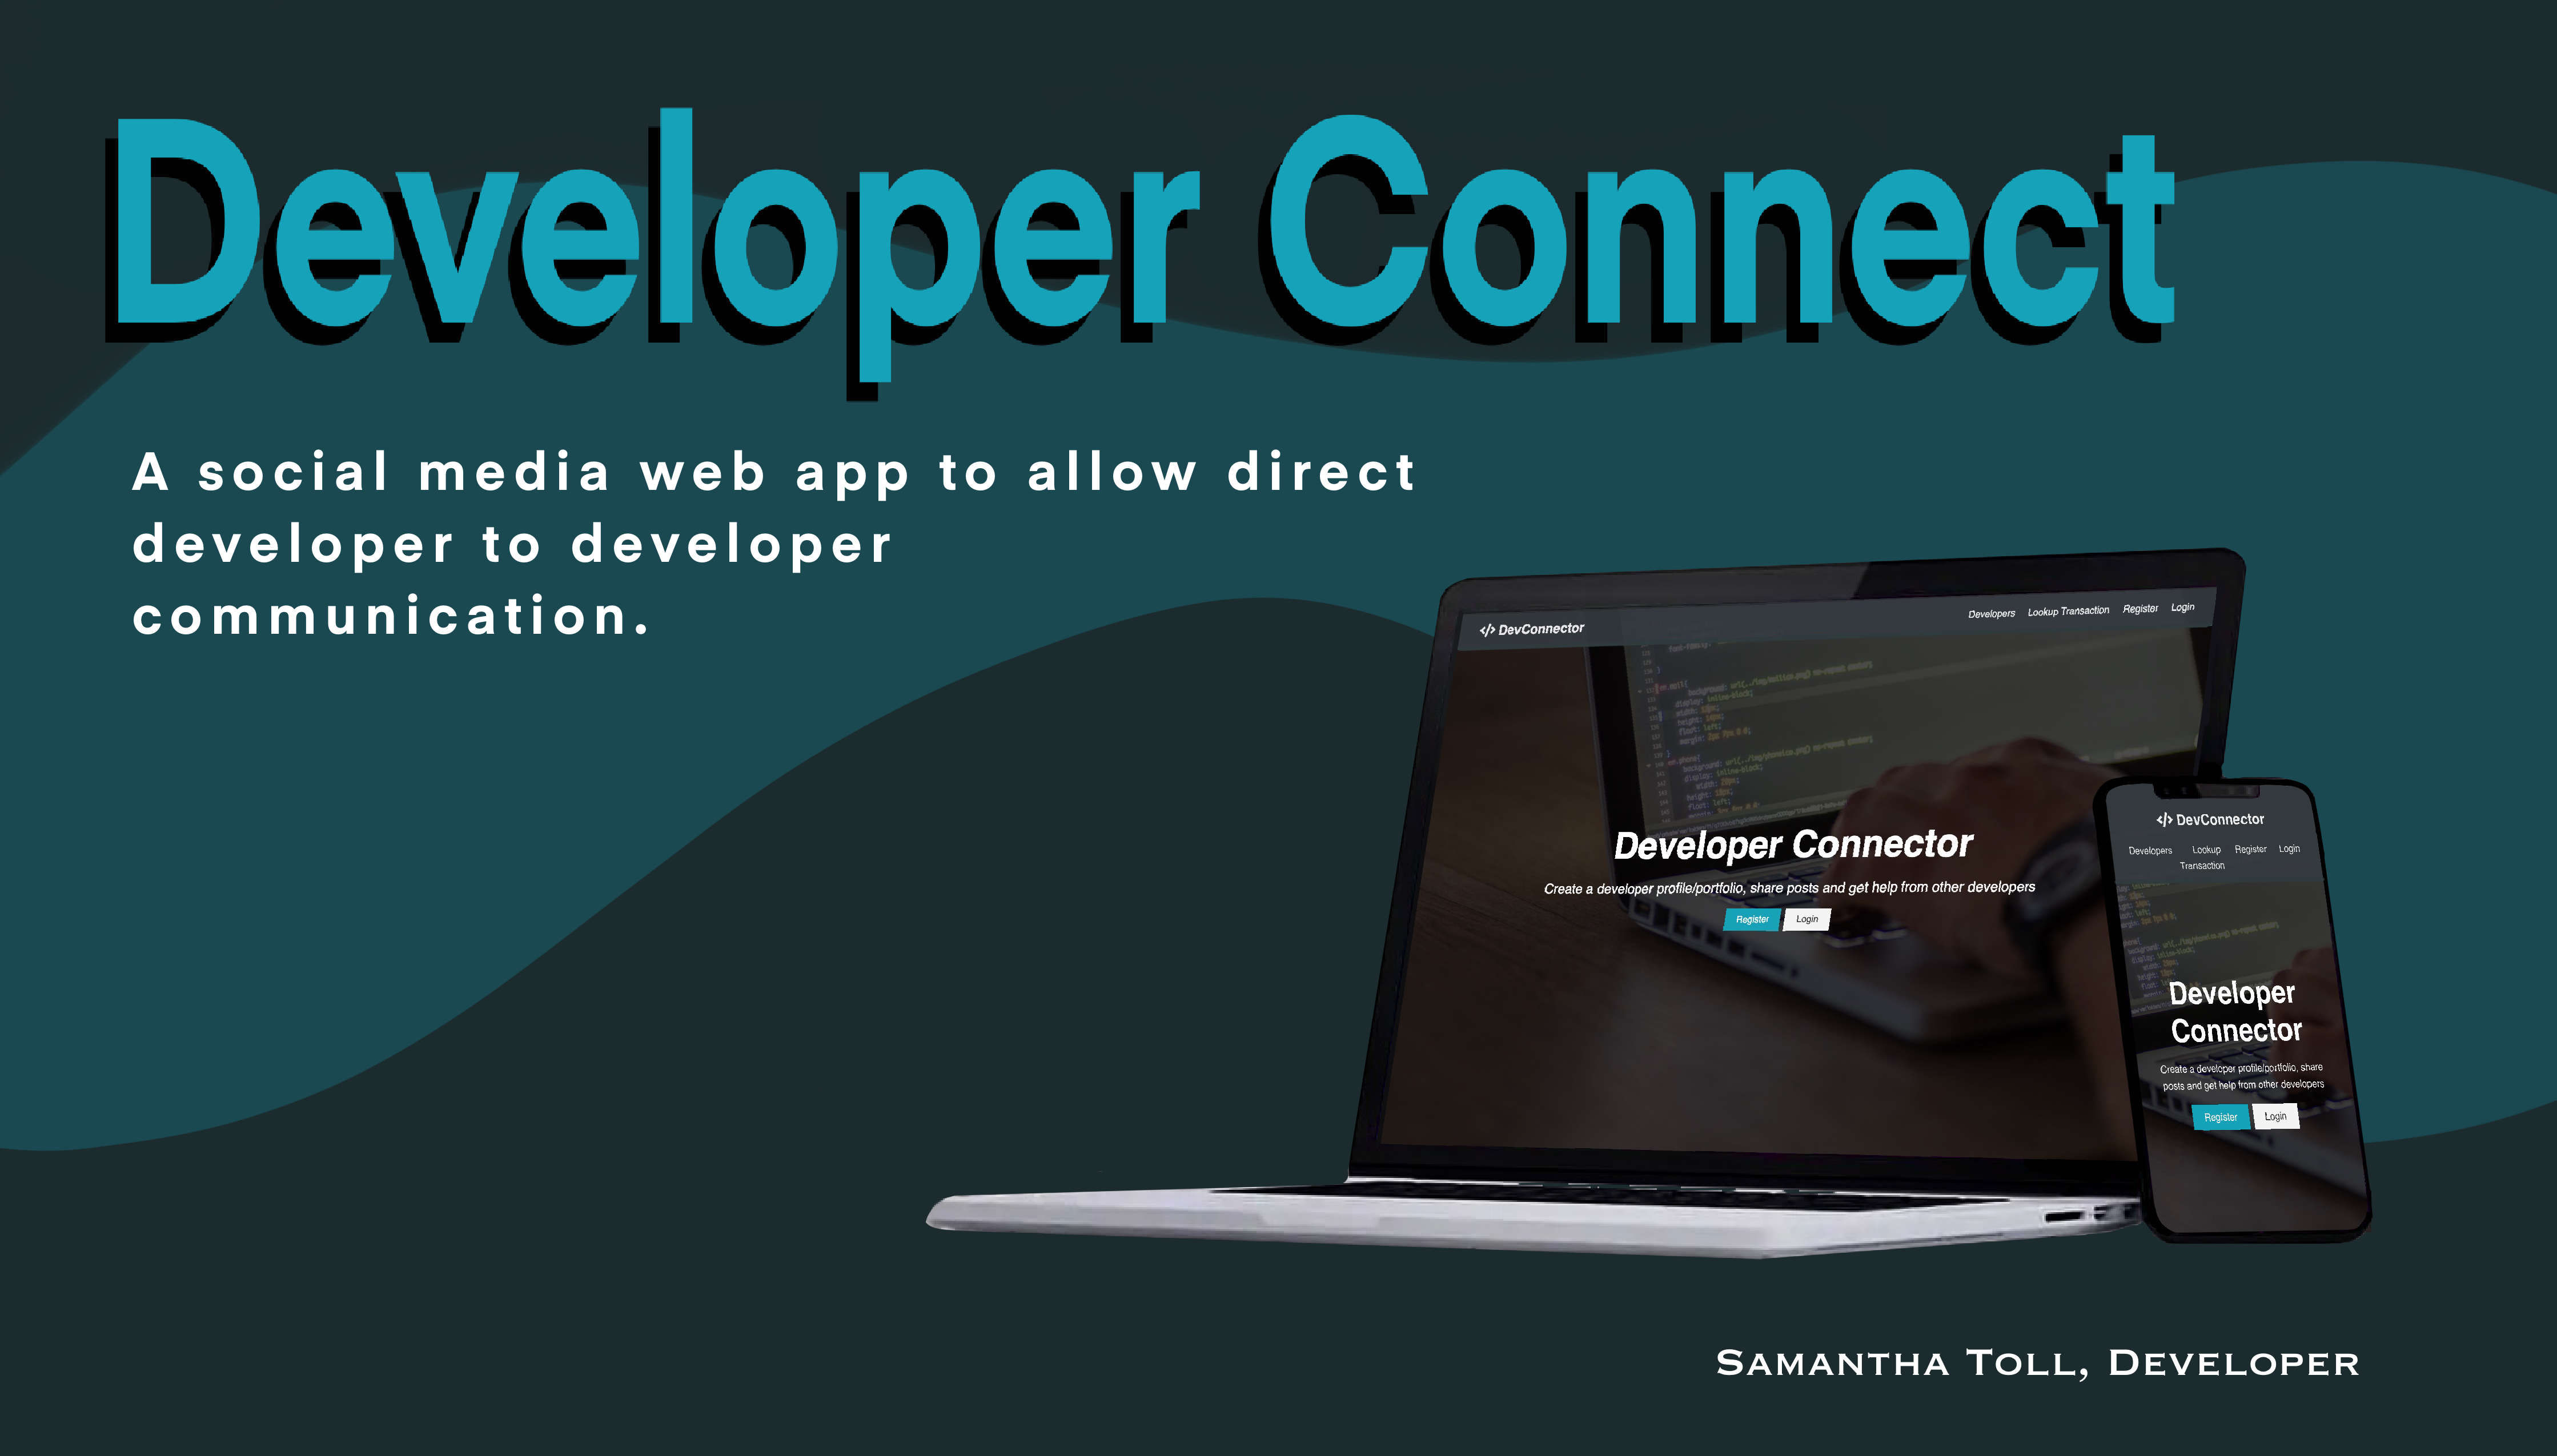 Developer Connect
A social media web app to allow direct
developer to developer
communication.
</> DevConnector
Developers Lookup Transaction Register Login
Developer Connector
Create a developer profile/portfolio, share posts and get help from other developers
Register Login
</> DevConnector
Developers Lookup Register Login
Transaction
Developer
Connector
Create a developer profile/portfolio, share
posts and get help from other developers
Register Login
Samantha Toll, Developer